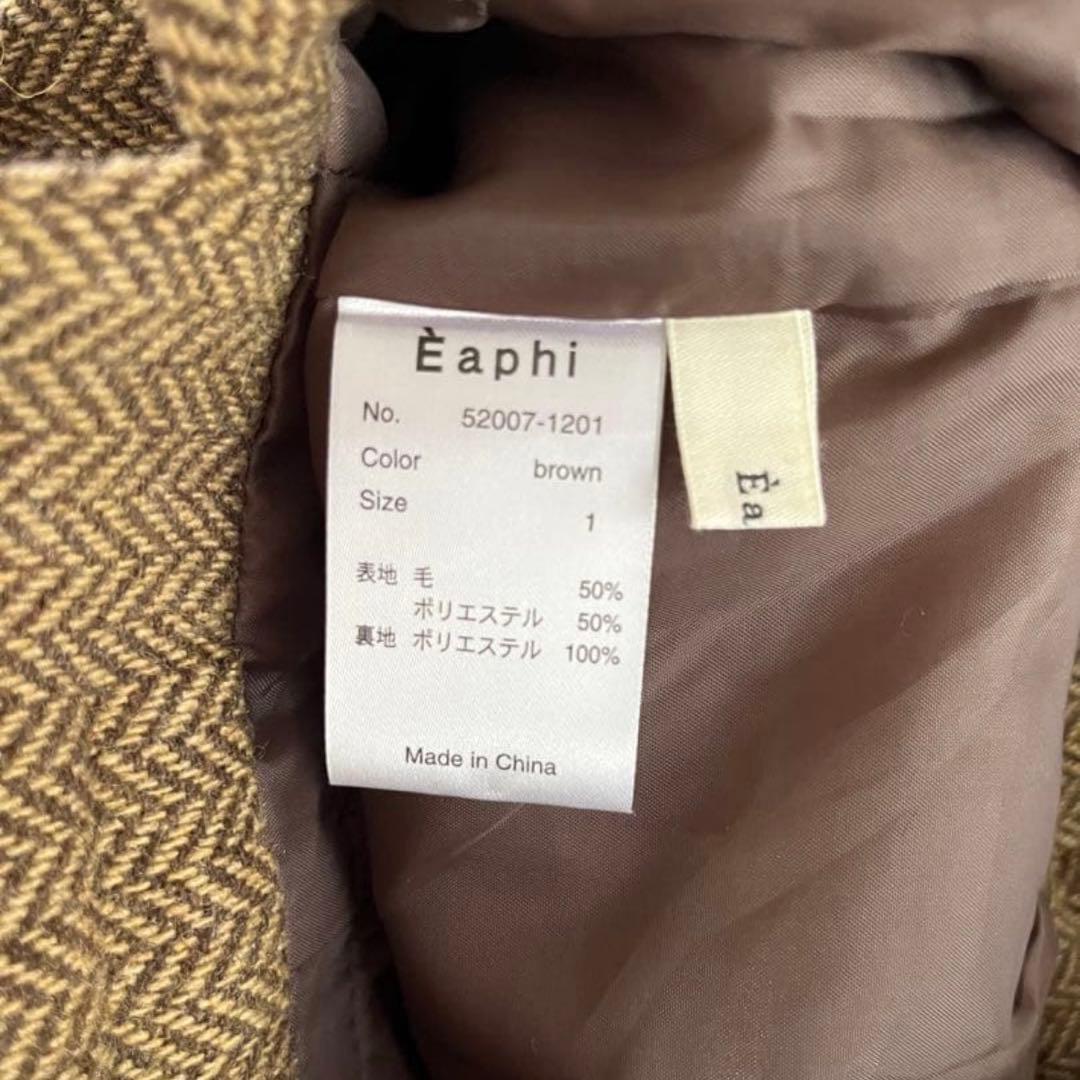 Èaphi
No. 52007-1201
Color brown
Size 1
表地 毛 50%
ポリエステル 50%
裏地 ポリエステル 100%
Made in China
Èa